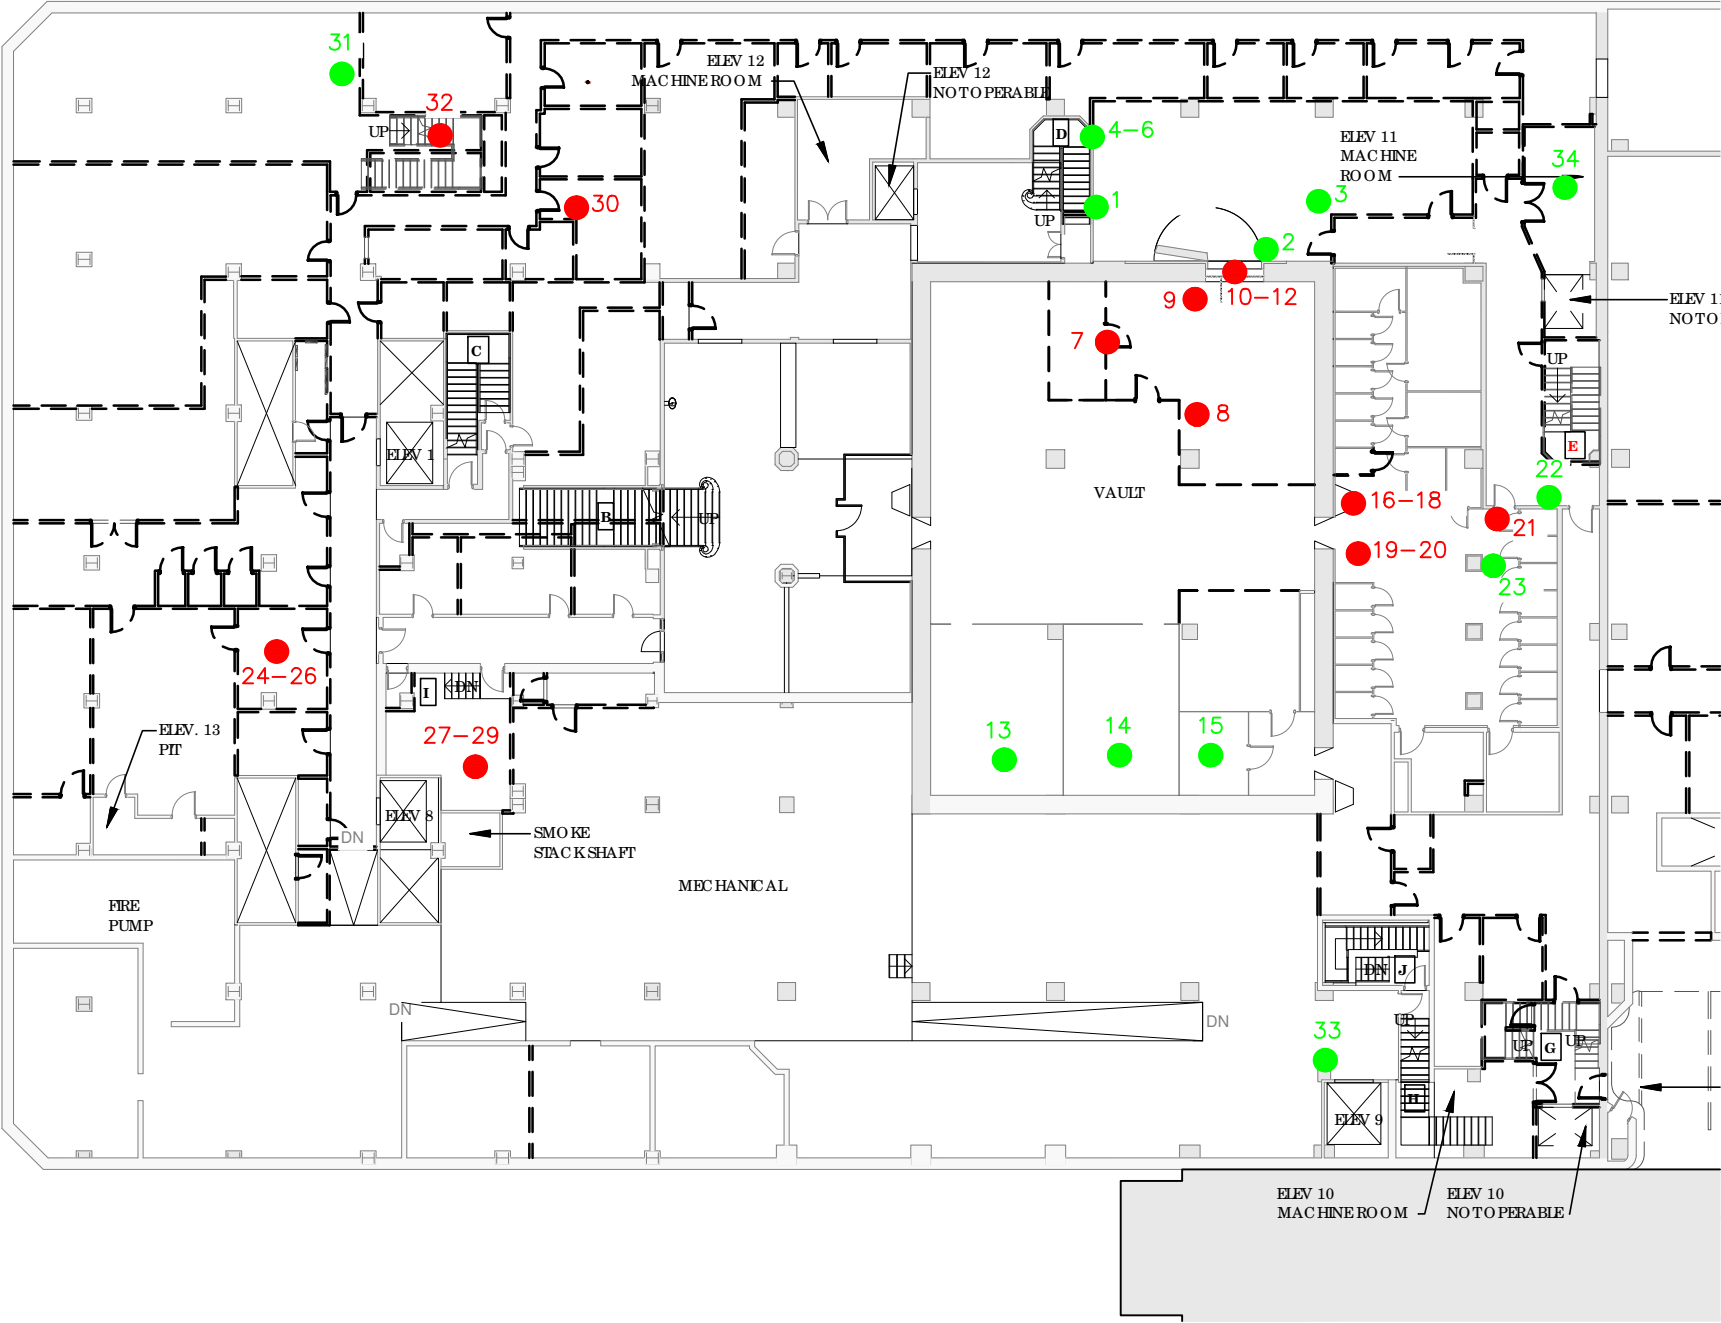 31
ELEV 12
MACHINE ROOM
ELEV 12
NOT OPERABLE
32
UP
D
4-6
ELEV 11
MACHINE
ROOM
34
30
1
3
UP
2
9
10-12
7
C
UP
8
ELEV 1
E
22
VAULT
16-18
B
UP
21
19-20
23
24-26
I
DN
27-29
13
14
15
ELEV. 13
PIT
ELEV 8
DN
SMOKE
STACK SHAFT
MECHANICAL
FIRE
PUMP
DN
J
DN
DN
UP
33
UP
G
UP
H
ELEV 9
ELEV 10
MACHINE ROOM
ELEV 10
NOT OPERABLE